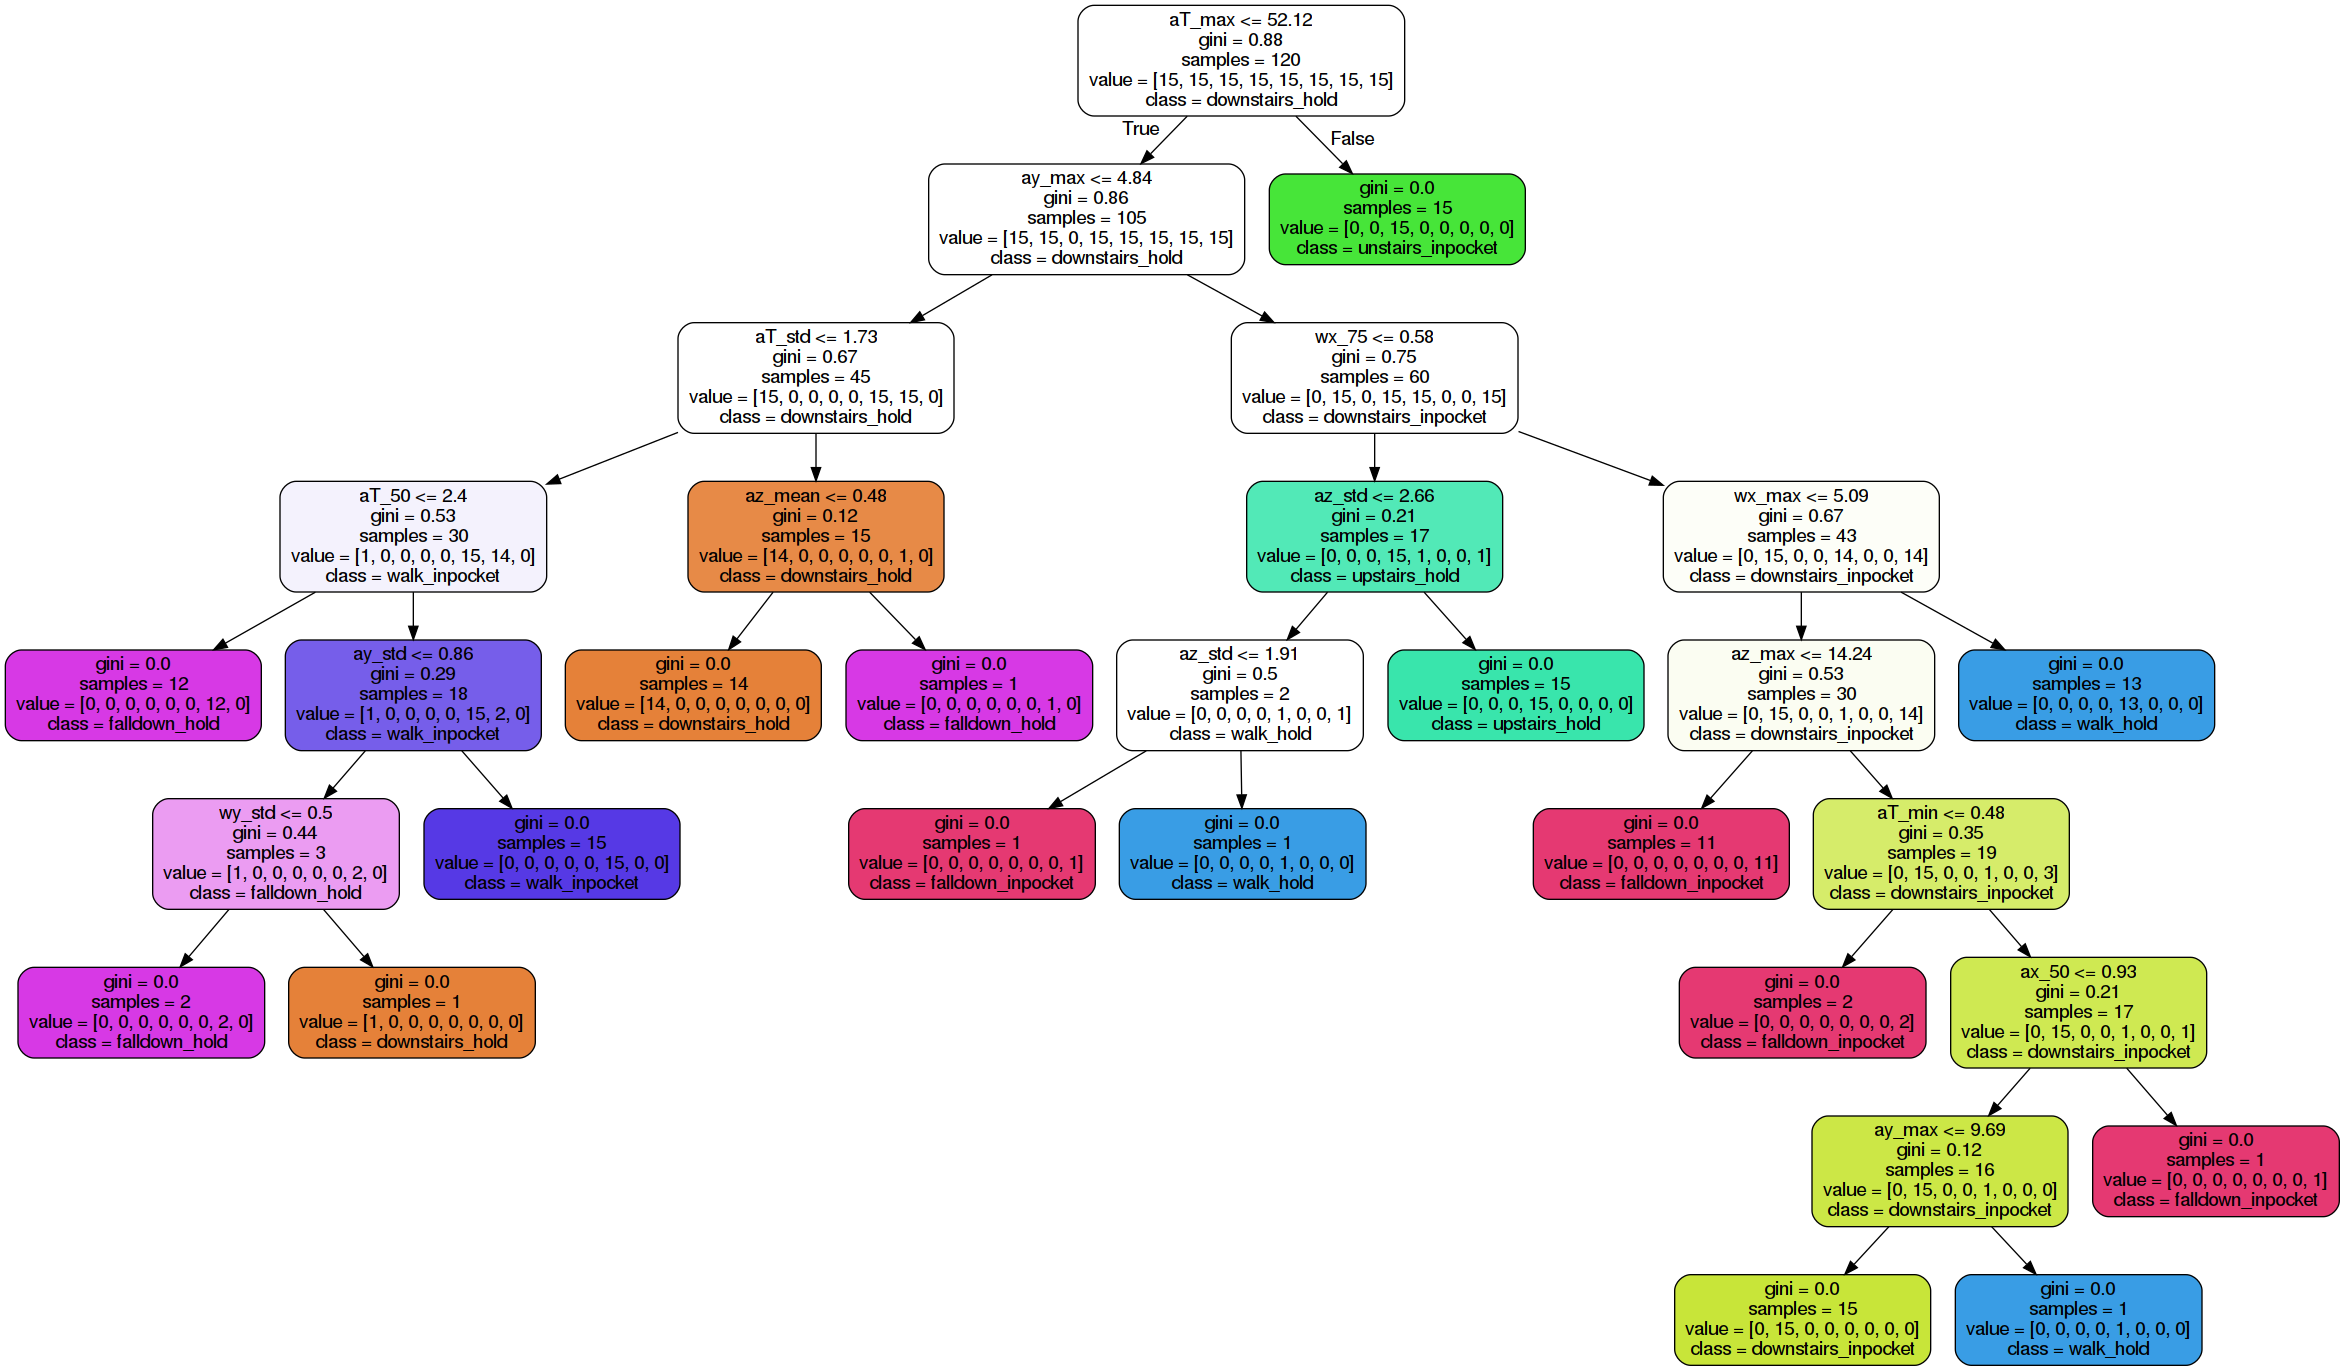 aT_max <= 52.12
gini = 0.88
samples = 120
value = [15, 15, 15, 15, 15, 15, 15, 15]
class = downstairs_hold
True
False
ay_max <= 4.84
gini = 0.86
samples = 105
value = [15, 15, 0, 15, 15, 15, 15, 15]
class = downstairs_hold
gini = 0.0
samples = 15
value = [0, 0, 15, 0, 0, 0, 0, 0]
class = unstairs_inpocket
aT_std <= 1.73
gini = 0.67
samples = 45
value = [15, 0, 0, 0, 0, 15, 15, 0]
class = downstairs_hold
wx_75 <= 0.58
gini = 0.75
samples = 60
value = [0, 15, 0, 15, 15, 0, 0, 15]
class = downstairs_inpocket
aT_50 <= 2.4
gini = 0.53
samples = 30
value = [1, 0, 0, 0, 0, 15, 14, 0]
class = walk_inpocket
az_mean <= 0.48
gini = 0.12
samples = 15
value = [14, 0, 0, 0, 0, 0, 1, 0]
class = downstairs_hold
az_std <= 2.66
gini = 0.21
samples = 17
value = [0, 0, 0, 15, 1, 0, 0, 1]
class = upstairs_hold
wx_max <= 5.09
gini = 0.67
samples = 43
value = [0, 15, 0, 0, 14, 0, 0, 14]
class = downstairs_inpocket
gini = 0.0
samples = 12
value = [0, 0, 0, 0, 0, 0, 12, 0]
class = falldown_hold
ay_std <= 0.86
gini = 0.29
samples = 18
value = [1, 0, 0, 0, 0, 15, 2, 0]
class = walk_inpocket
gini = 0.0
samples = 14
value = [14, 0, 0, 0, 0, 0, 0, 0]
class = downstairs_hold
gini = 0.0
samples = 1
value = [0, 0, 0, 0, 0, 0, 1, 0]
class = falldown_hold
az_std <= 1.91
gini = 0.5
samples = 2
value = [0, 0, 0, 0, 1, 0, 0, 1]
class = walk_hold
gini = 0.0
samples = 15
value = [0, 0, 0, 15, 0, 0, 0, 0]
class = upstairs_hold
az_max <= 14.24
gini = 0.53
samples = 30
value = [0, 15, 0, 0, 1, 0, 0, 14]
class = downstairs_inpocket
gini = 0.0
samples = 13
value = [0, 0, 0, 0, 13, 0, 0, 0]
class = walk_hold
wy_std <= 0.5
gini = 0.44
samples = 3
value = [1, 0, 0, 0, 0, 0, 2, 0]
class = falldown_hold
gini = 0.0
samples = 15
value = [0, 0, 0, 0, 0, 15, 0, 0]
class = walk_inpocket
gini = 0.0
samples = 1
value = [0, 0, 0, 0, 0, 0, 0, 1]
class = falldown_inpocket
gini = 0.0
samples = 1
value = [0, 0, 0, 0, 1, 0, 0, 0]
class = walk_hold
gini = 0.0
samples = 11
value = [0, 0, 0, 0, 0, 0, 0, 11]
class = falldown_inpocket
aT_min <= 0.48
gini = 0.35
samples = 19
value = [0, 15, 0, 0, 1, 0, 0, 3]
class = downstairs_inpocket
gini = 0.0
samples = 2
value = [0, 0, 0, 0, 0, 0, 2, 0]
class = falldown_hold
gini = 0.0
samples = 1
value = [1, 0, 0, 0, 0, 0, 0, 0]
class = downstairs_hold
gini = 0.0
samples = 2
value = [0, 0, 0, 0, 0, 0, 0, 2]
class = falldown_inpocket
ax_50 <= 0.93
gini = 0.21
samples = 17
value = [0, 15, 0, 0, 1, 0, 0, 1]
class = downstairs_inpocket
ay_max <= 9.69
gini = 0.12
samples = 16
value = [0, 15, 0, 0, 1, 0, 0, 0]
class = downstairs_inpocket
gini = 0.0
samples = 1
value = [0, 0, 0, 0, 0, 0, 0, 1]
class = falldown_inpocket
gini = 0.0
samples = 15
value = [0, 15, 0, 0, 0, 0, 0, 0]
class = downstairs_inpocket
gini = 0.0
samples = 1
value = [0, 0, 0, 0, 1, 0, 0, 0]
class = walk_hold